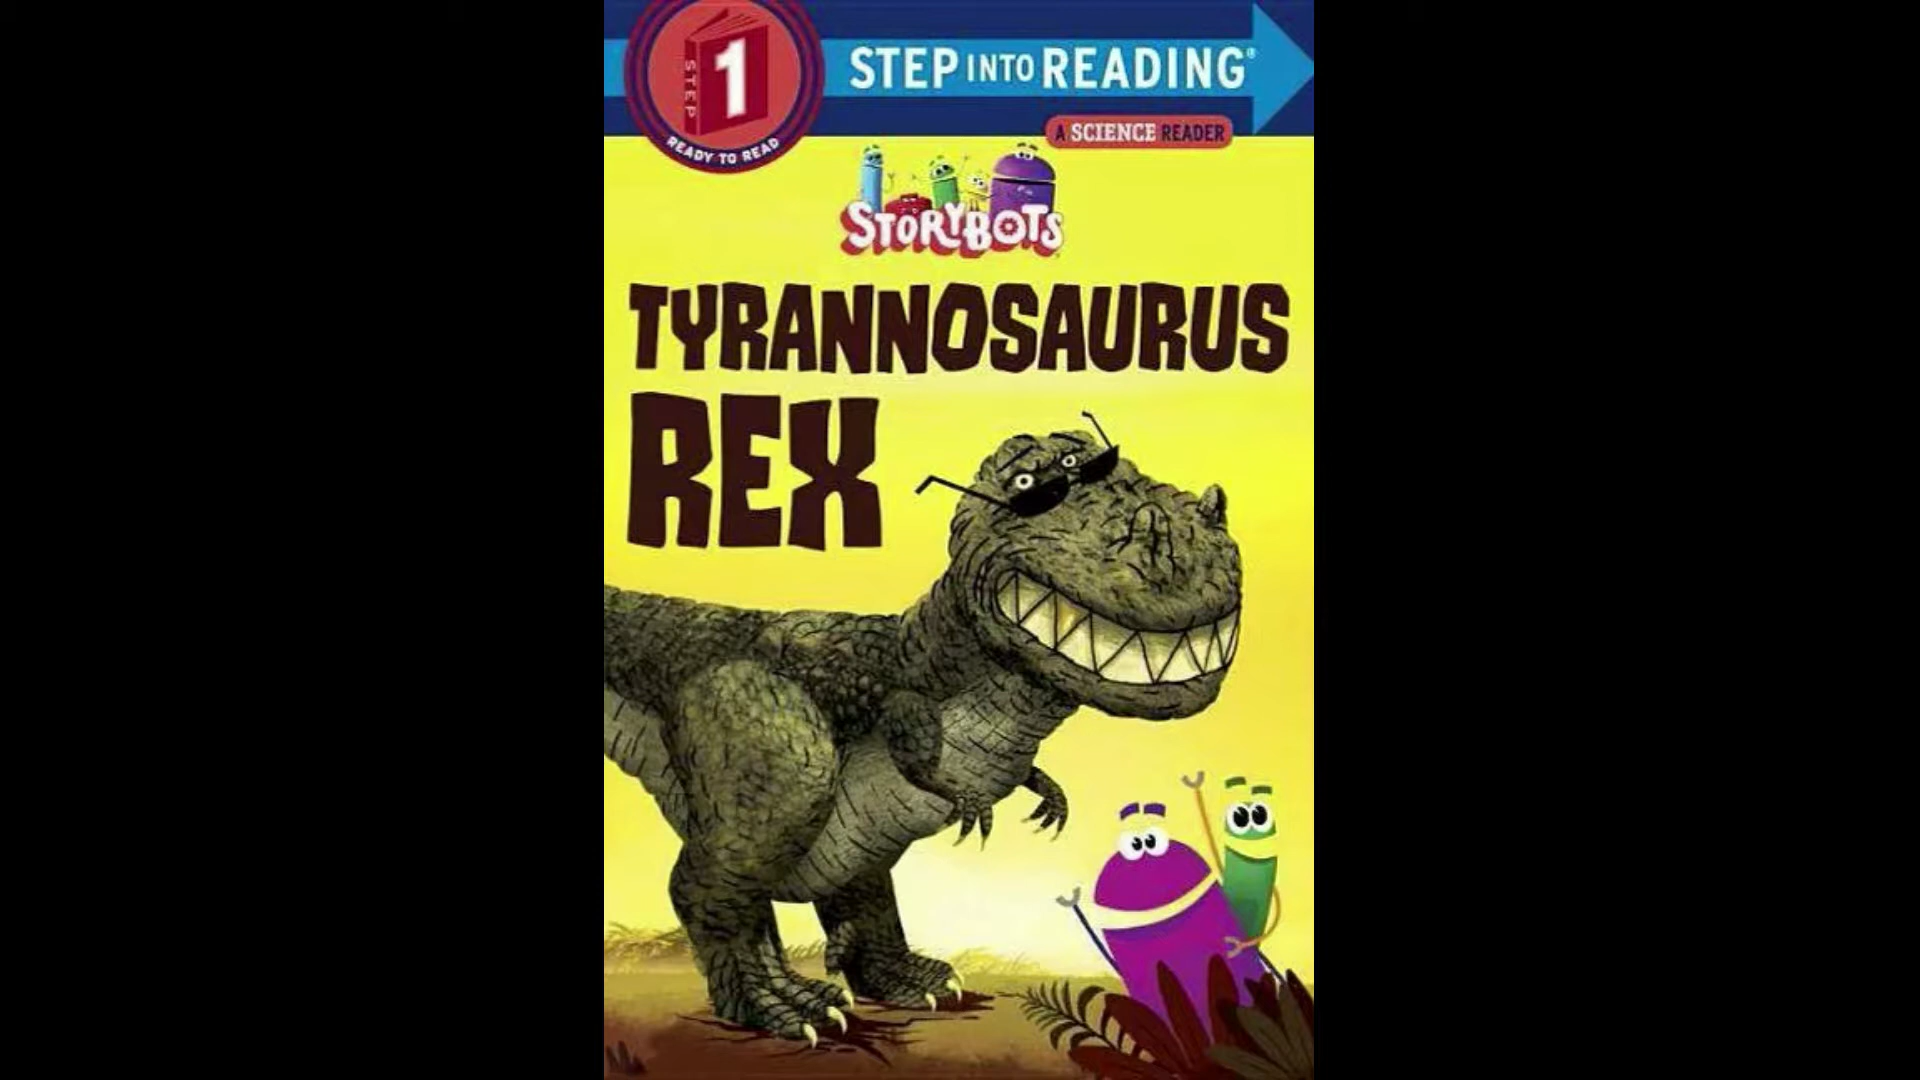 STEP 1
READY TO READ
STEP INTO READING®
A SCIENCE READER
STORYBOTS
TYRANNOSAURUS
REX